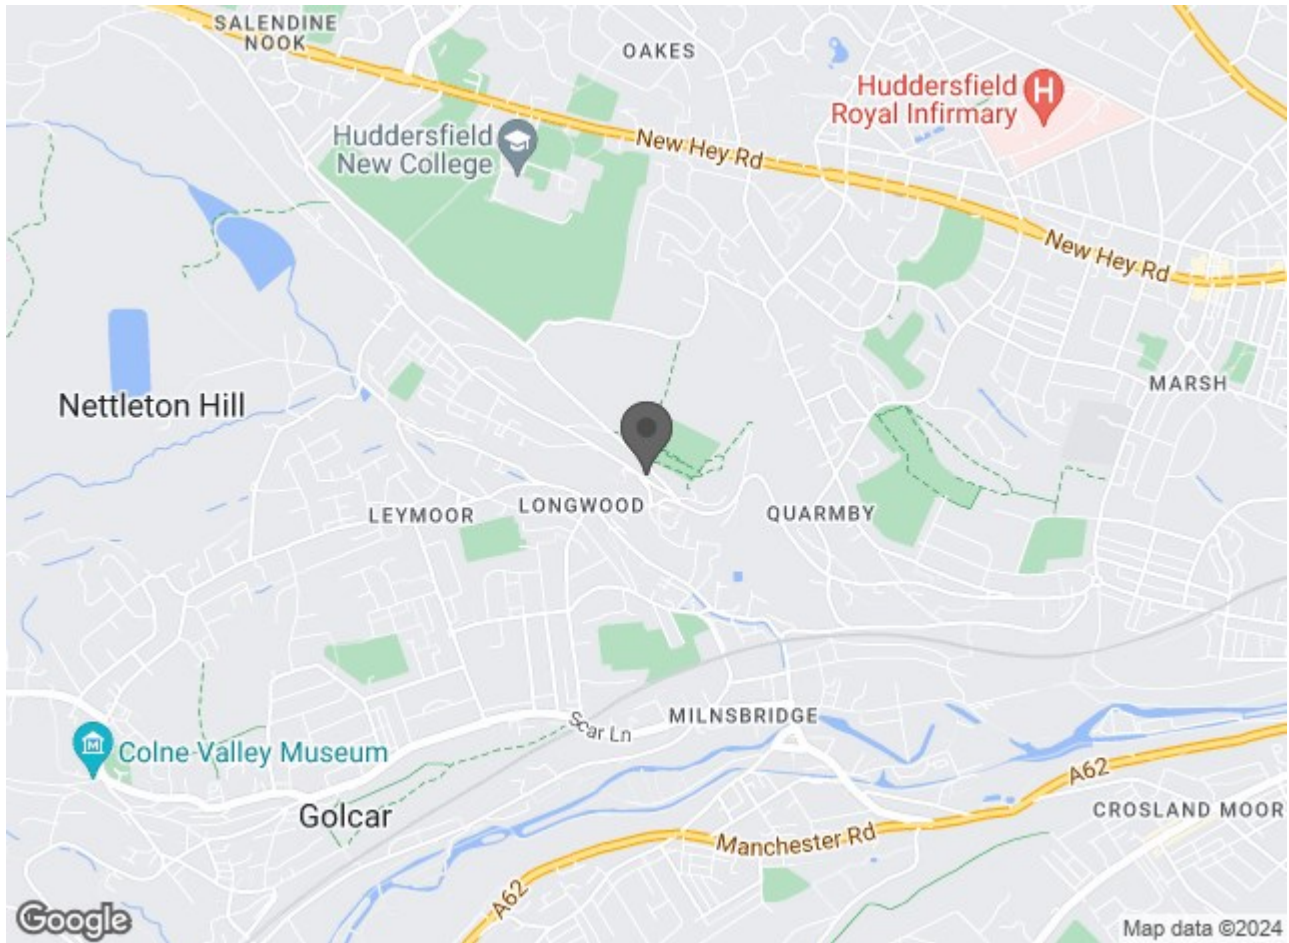 SALENDINE
NOOK
OAKES
Huddersfield
Royal Infirmary
H
Huddersfield
New College
New Hey Rd
New Hey Rd
MARSH
Nettleton Hill
LEYMOOR
LONGWOOD
QUARMBY
Scar Ln
MILNSBRIDGE
M
Colne Valley Museum
A62
Golcar
CROSLAND MOOR
Manchester Rd
A62
Google
Map data ©2024